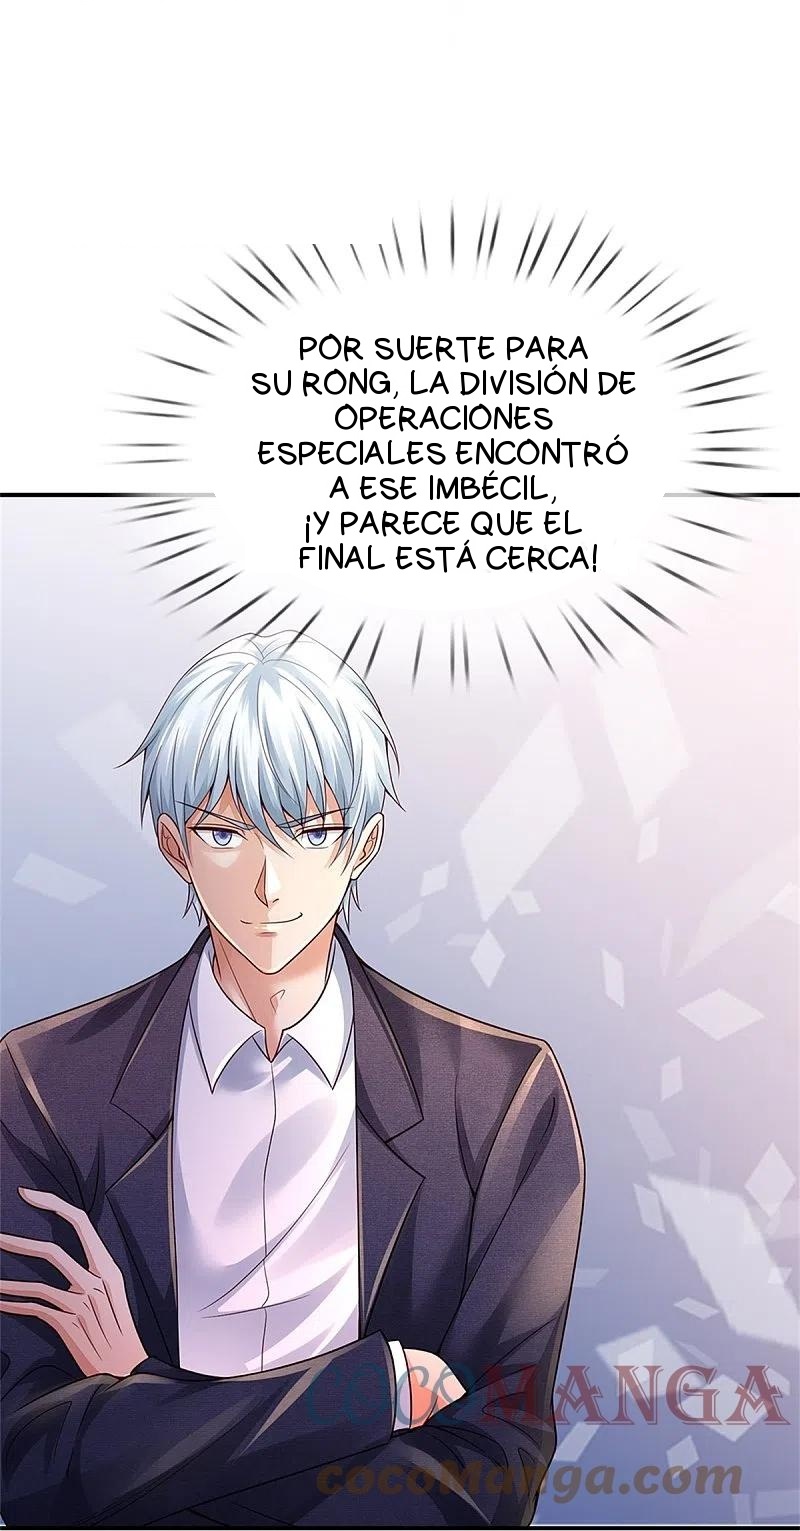 POR SUERTE PARA
SU RONG, LA DIVISIÓN DE
OPERACIONES
ESPECIALES ENCONTRÓ
A ESE IMBÉCIL,
¡Y PARECE QUE EL
FINAL ESTÁ CERCA!
COCOMANGA
cocoManga.com